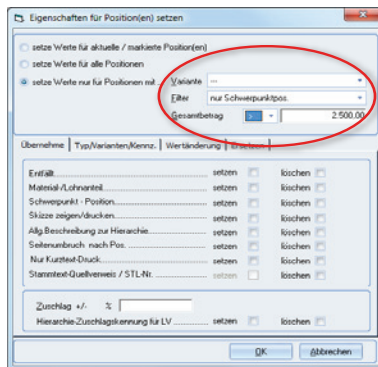 Eigenschaften für Position(en) setzen
setze Werte für aktuelle / markierte Position(en)
setze Werte für alle Positionen
setze Werte nur für Positionen mit ... Variante ---
Filter nur Schwerpunktpos.
Gesamtbetrag > 2.500,00
Übernehme Typ/Varianten/Kennz. Wertänderung Ersetzen
Entfällt setzen löschen
Material-/Lohnanteil setzen löschen
Schwerpunkt - Position setzen löschen
Skizze zeigen/drucken setzen löschen
Allg.Beschreibung zur Hierarchie setzen löschen
Seitenumbruch nach Pos. setzen löschen
Nur Kurztext-Druck setzen löschen
Stammtext-Querverweis / STL-Nr. setzen löschen
Zuschlag +/- %
Hierarchie-Zuschlagskennung für LV setzen löschen
OK Abbrechen